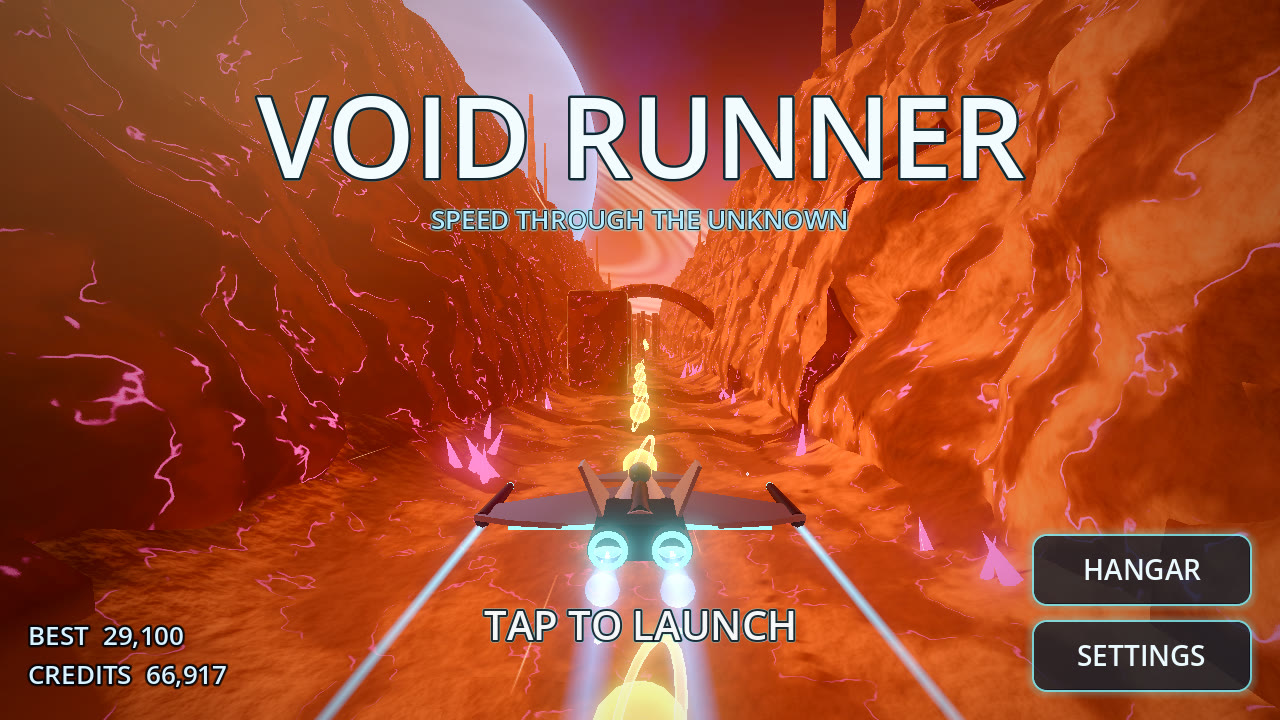 VOID RUNNER
SPEED THROUGH THE UNKNOWN
TAP TO LAUNCH
BEST 29,100
CREDITS 66,917
HANGAR
SETTINGS